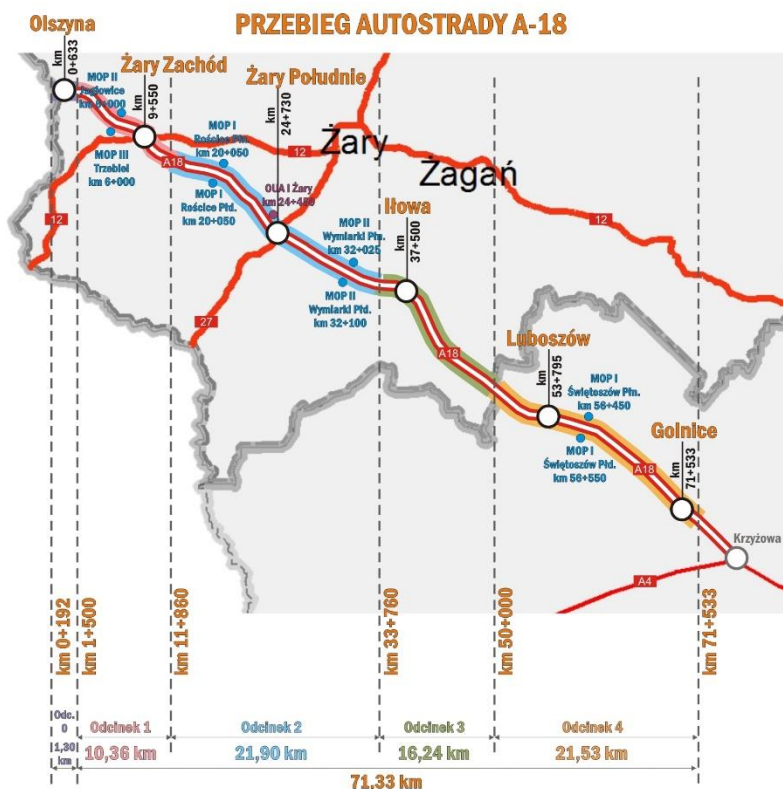 PRZEBIEG AUTOSTRADY A-18
Olszyna
km
0+633
MOP II
km 6+000
Żary Zachód
km
9+550
MOP III
Trzebiel
km 6+000
Żary Południe
km
24+730
MOP I
Rościce Płn.
km 20+050
12
Żary
A18
MOP I
Rościce Płd.
km 20+050
OUA I Żary
km 24+450
Żagań
Iłowa
km
37+500
12
12
MOP II
Wymiarki Płn.
km 32+025
MOP II
Wymiarki Płd.
km 32+100
27
A18
Luboszów
km
53+795
MOP I
Świętoszów Płn.
km 56+450
Golnice
MOP I
Świętoszów Płd.
km 56+550
A18
km
71+533
Krzyżowa
A4
km 0+192
km 1+500
km 11+860
km 33+760
km 50+000
km 71+533
Odc.
0
Odcinek 1
Odcinek 2
Odcinek 3
Odcinek 4
1,30
km
10,36 km
21,90 km
16,24 km
21,53 km
71,33 km